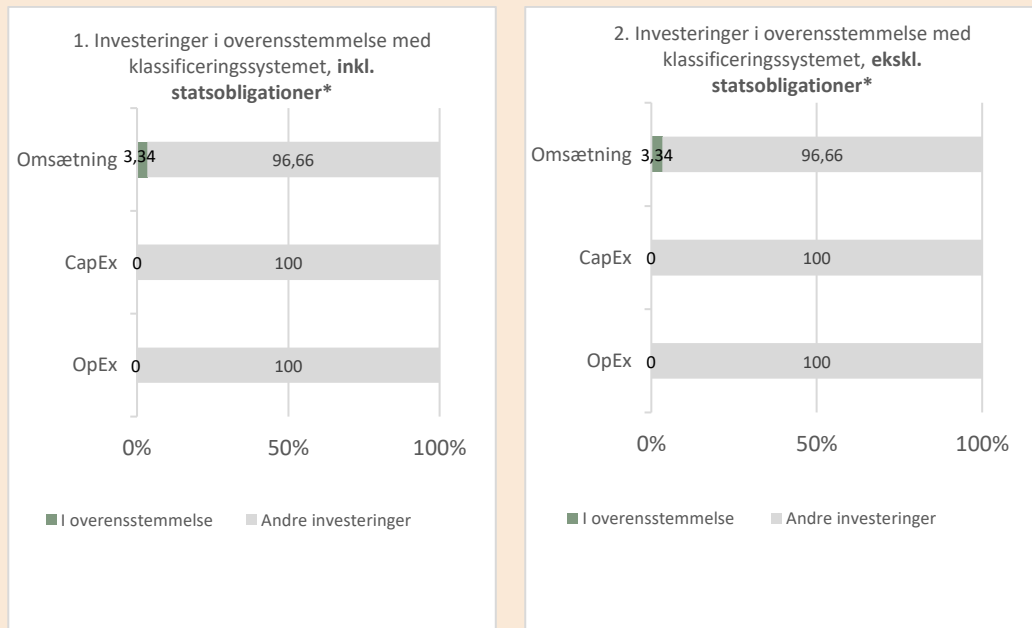 1. Investeringer i overensstemmelse med
klassificeringssystemet, inkl.
statsobligationer*
Omsætning 3,34 96,66
CapEx 0 100
OpEx 0 100
0% 50% 100%
I overensstemmelse Andre investeringer
2. Investeringer i overensstemmelse med
klassificeringssystemet, ekskl.
statsobligationer*
Omsætning 3,34 96,66
CapEx 0 100
OpEx 0 100
0% 50% 100%
I overensstemmelse Andre investeringer